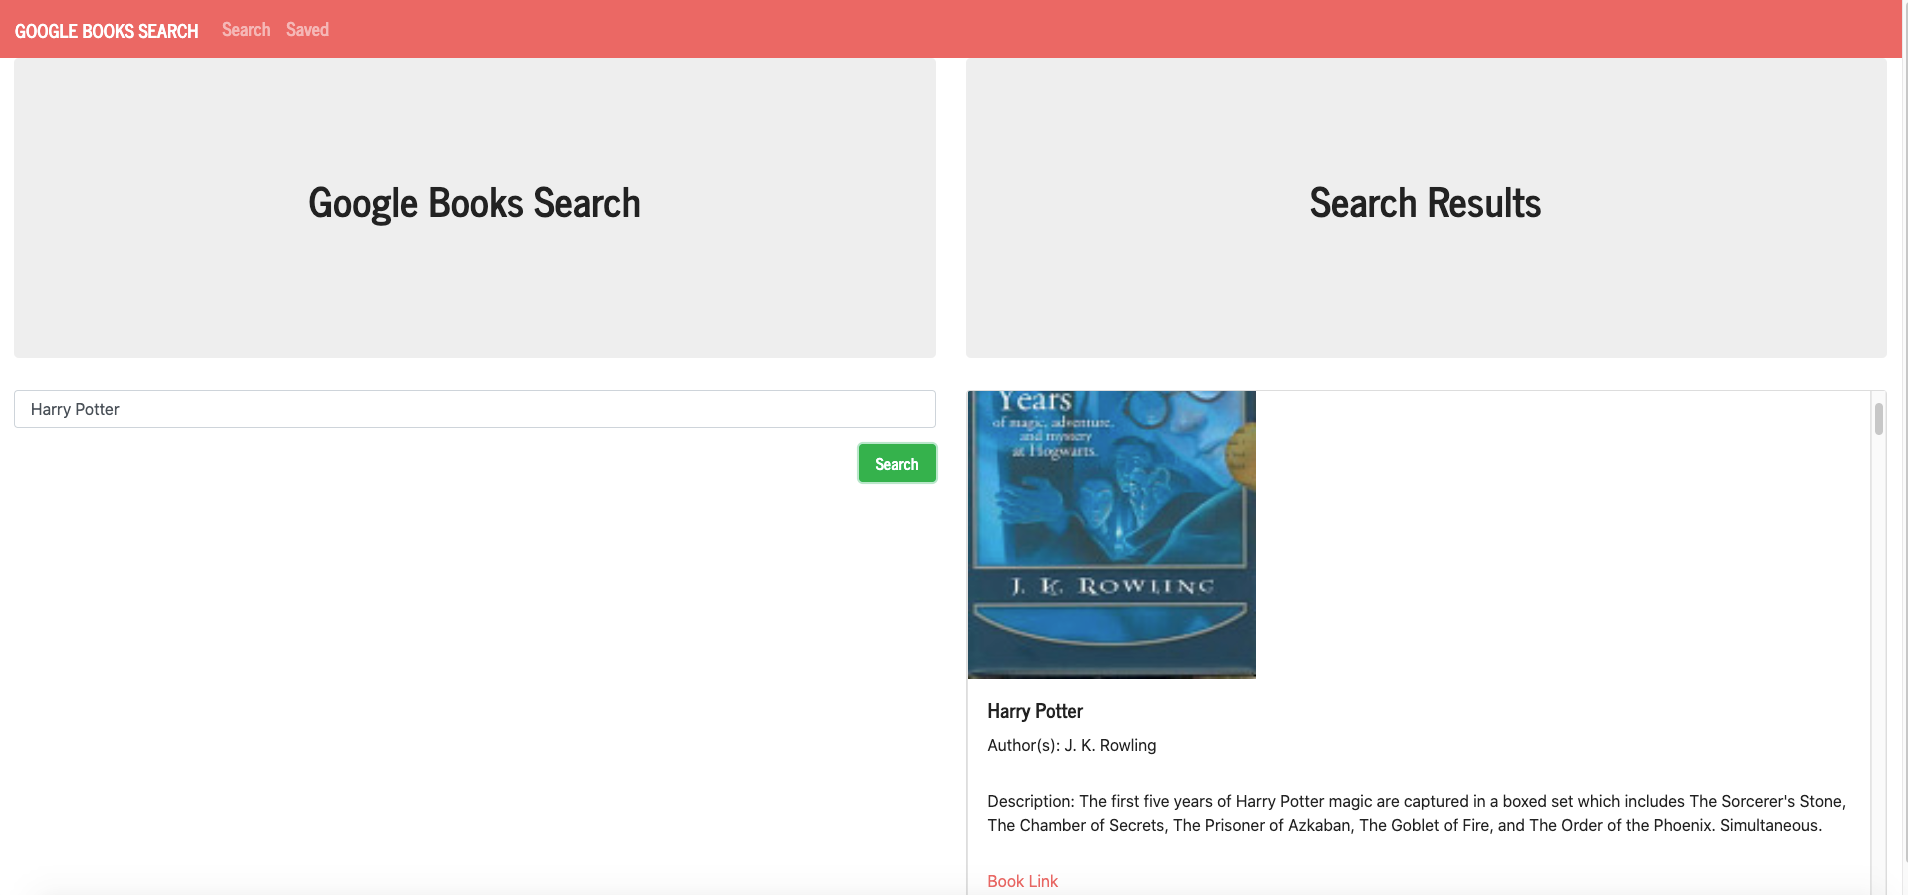 GOOGLE BOOKS SEARCH Search Saved
Google Books Search
Search Results
Harry Potter
Search
Years
of magic, adventure,
and mystery
at Hogwarts.
J. K. ROWLING
Harry Potter
Author(s): J. K. Rowling
Description: The first five years of Harry Potter magic are captured in a boxed set which includes The Sorcerer's Stone,
The Chamber of Secrets, The Prisoner of Azkaban, The Goblet of Fire, and The Order of the Phoenix. Simultaneous.
Book Link